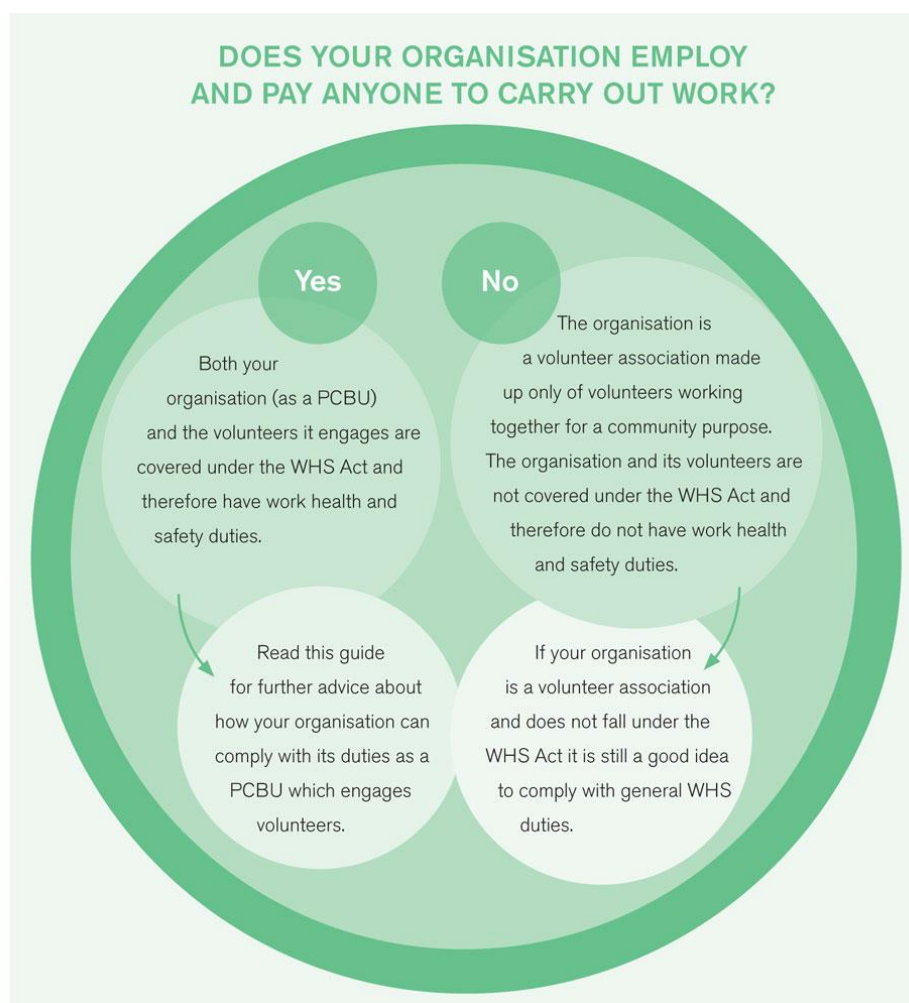 DOES YOUR ORGANISATION EMPLOY
AND PAY ANYONE TO CARRY OUT WORK?
Yes
Both your
organisation (as a PCBU)
and the volunteers it engages are
covered under the WHS Act and
therefore have work health and
safety duties.
Read this guide
for further advice about
how your organisation can
comply with its duties as a
PCBU which engages
volunteers.
No
The organisation is
a volunteer association made
up only of volunteers working
together for a community purpose.
The organisation and its volunteers are
not covered under the WHS Act and
therefore do not have work health
and safety duties.
If your organisation
is a volunteer association
and does not fall under the
WHS Act it is still a good idea
to comply with general WHS
duties.